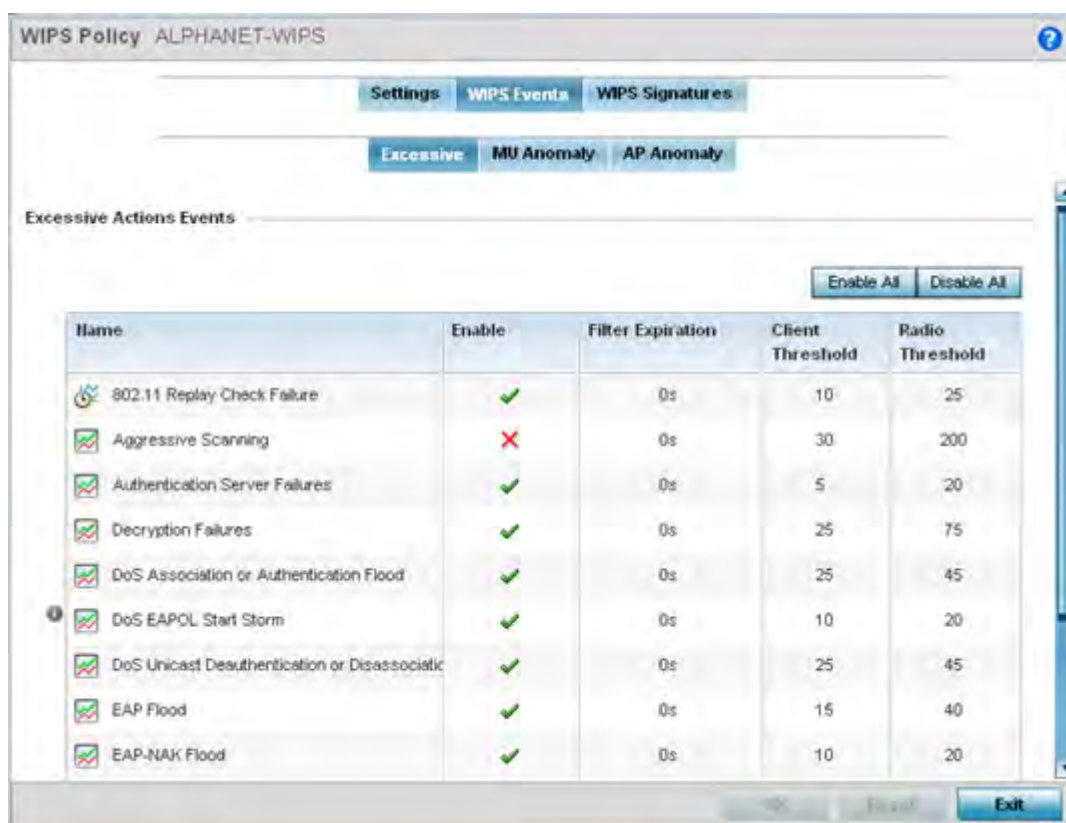 WIPS Policy ALPHANET-WIPS
Settings WIPS Events WIPS Signatures
Excessive MU Anomaly AP Anomaly
Excessive Actions Events
Enable All Disable All
Name Enable Filter Expiration Client Threshold Radio Threshold
802.11 Replay Check Failure 0s 10 25
Aggressive Scanning 0s 30 200
Authentication Server Failures 0s 5 20
Decryption Failures 0s 25 75
DoS Association or Authentication Flood 0s 25 45
DoS EAPOL Start Storm 0s 10 20
DoS Unicast Deauthentication or Disassociatic 0s 25 45
EAP Flood 0s 15 40
EAP-NAK Flood 0s 10 20
Exit